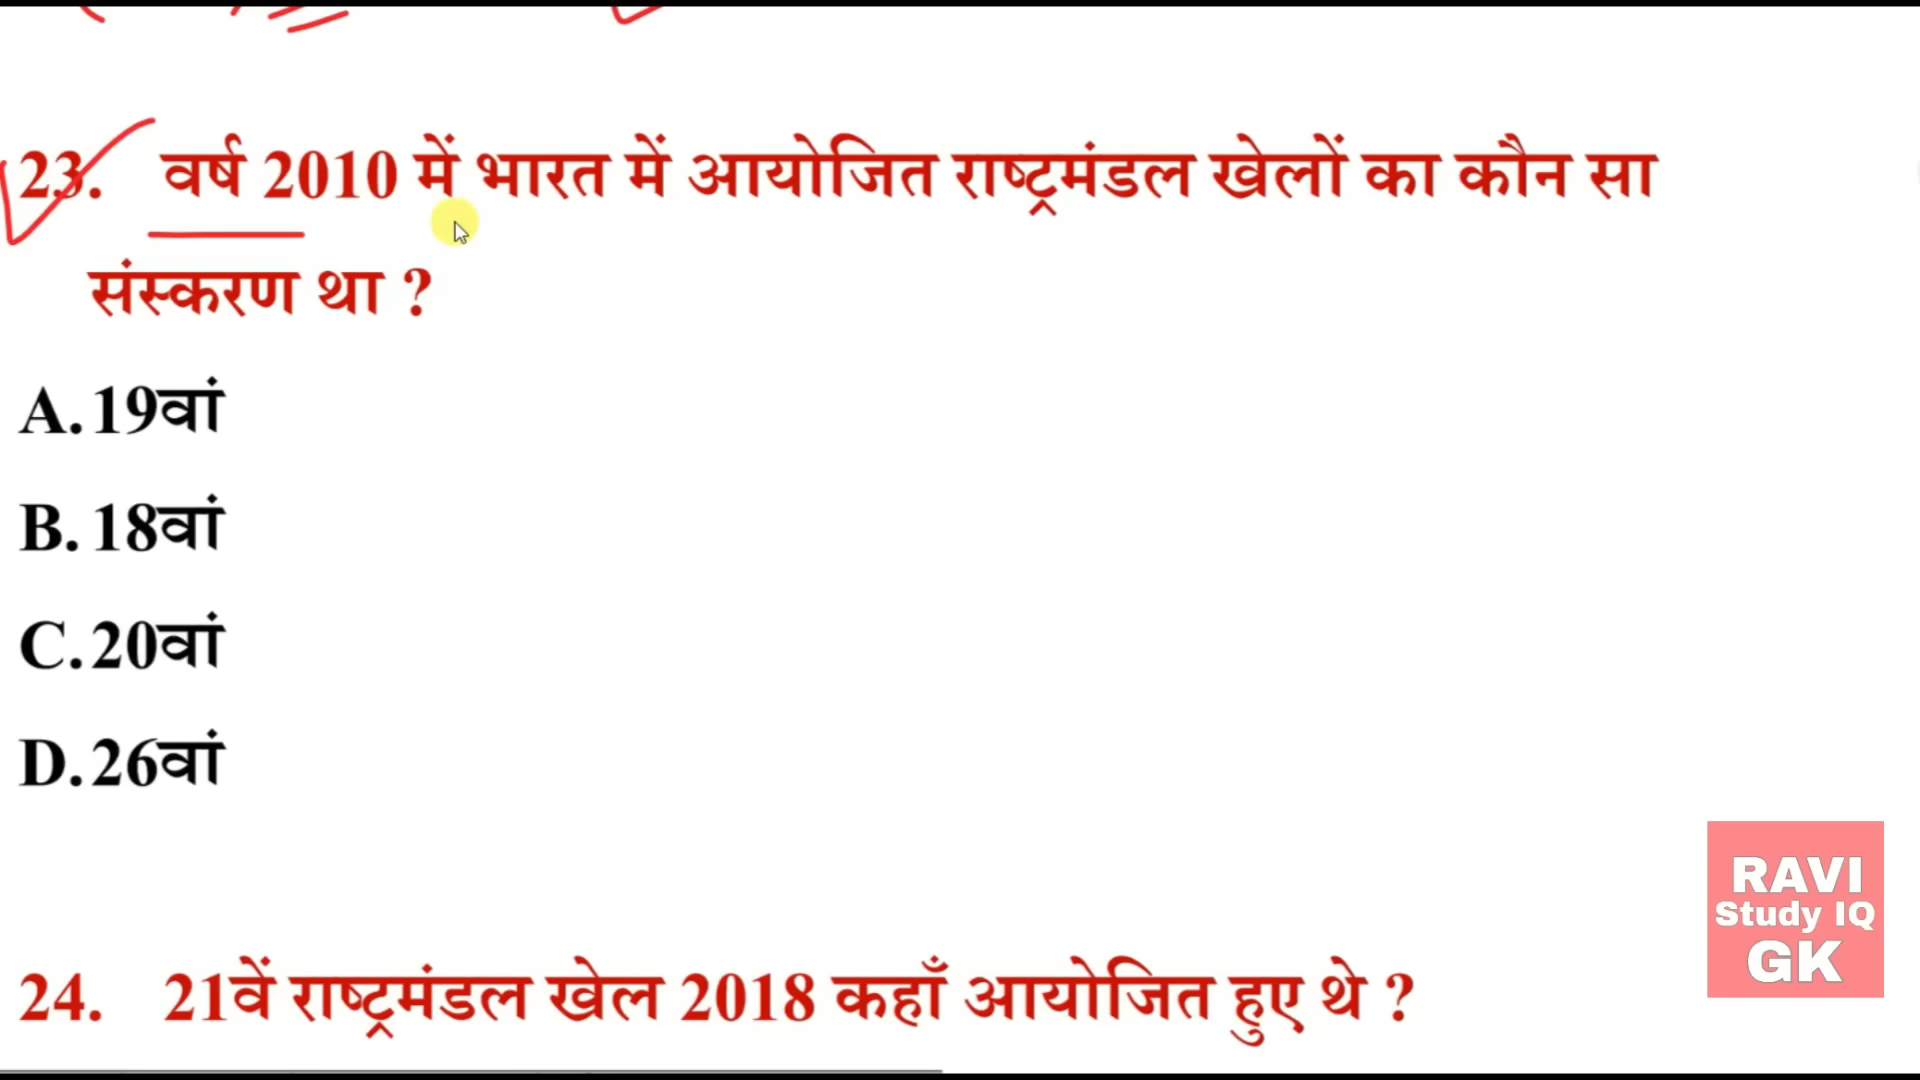 23. वर्ष 2010 में भारत में आयोजित राष्ट्रमंडल खेलों का कौन सा
संस्करण था ?
A. 19वां
B. 18वां
C. 20वां
D. 26वां
RAVI
Study IQ
GK
24. 21वें राष्ट्रमंडल खेल 2018 कहाँ आयोजित हुए थे ?